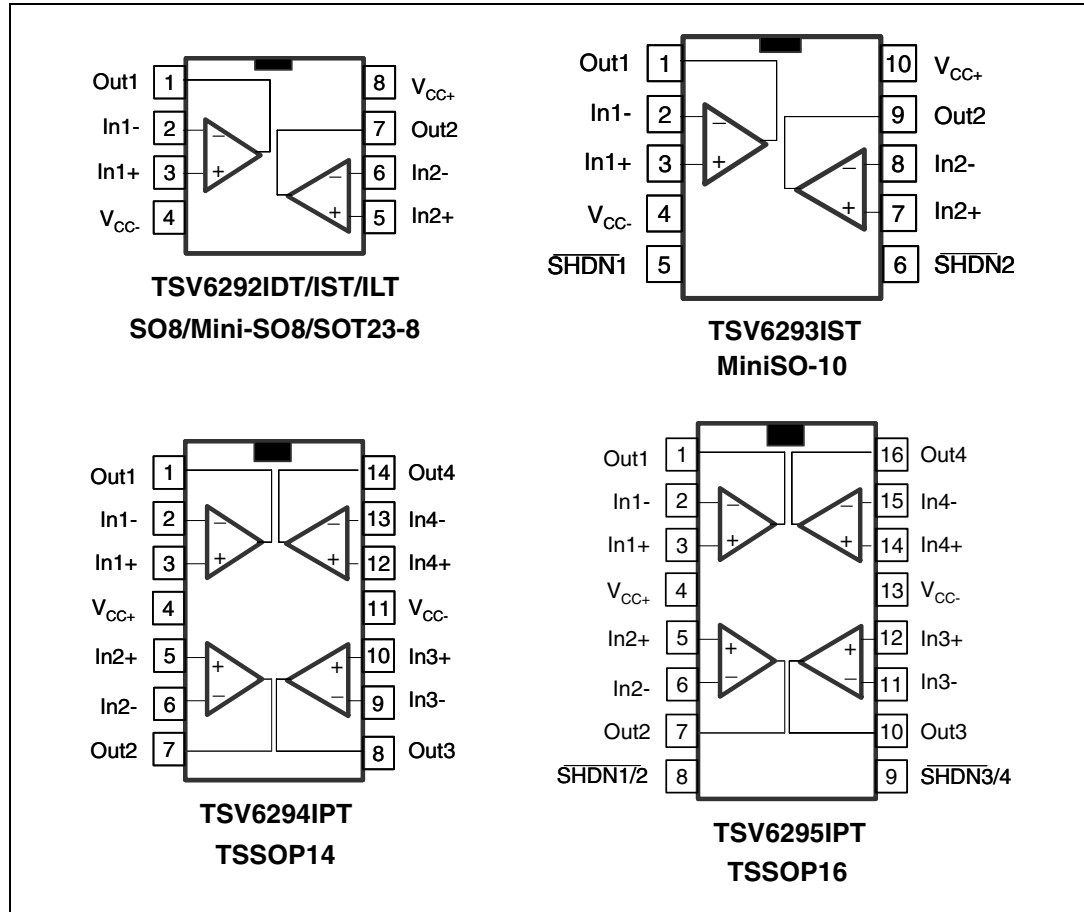 Out1 1 8 VCC+
In1- 2 − − 7 Out2
In1+ 3 + − 6 In2-
VCC- 4 + 5 In2+
TSV6292IDT/IST/ILT
SO8/Mini-SO8/SOT23-8
Out1 1 10 VCC+
In1- 2 − 9 Out2
In1+ 3 + − 8 In2-
VCC- 4 + 7 In2+
SHDN1 5 6 SHDN2
TSV6293IST
MiniSO-10
Out1 1 14 Out4
In1- 2 − − 13 In4-
In1+ 3 + + 12 In4+
VCC+ 4 11 VCC-
In2+ 5 + + 10 In3+
In2- 6 − − 9 In3-
Out2 7 8 Out3
TSV6294IPT
TSSOP14
Out1 1 16 Out4
In1- 2 − − 15 In4-
In1+ 3 + + 14 In4+
VCC+ 4 13 VCC-
In2+ 5 + + 12 In3+
In2- 6 − − 11 In3-
Out2 7 10 Out3
SHDN1/2 8 9 SHDN3/4
TSV6295IPT
TSSOP16